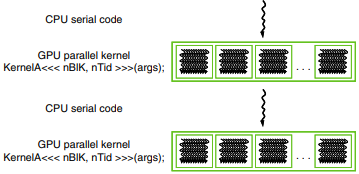 CPU serial code
GPU parallel kernel
KernelA<<< nBlK, nTid >>>(args);
. . .
CPU serial code
GPU parallel kernel
KernelA<<< nBlK, nTid >>>(args);
. . .